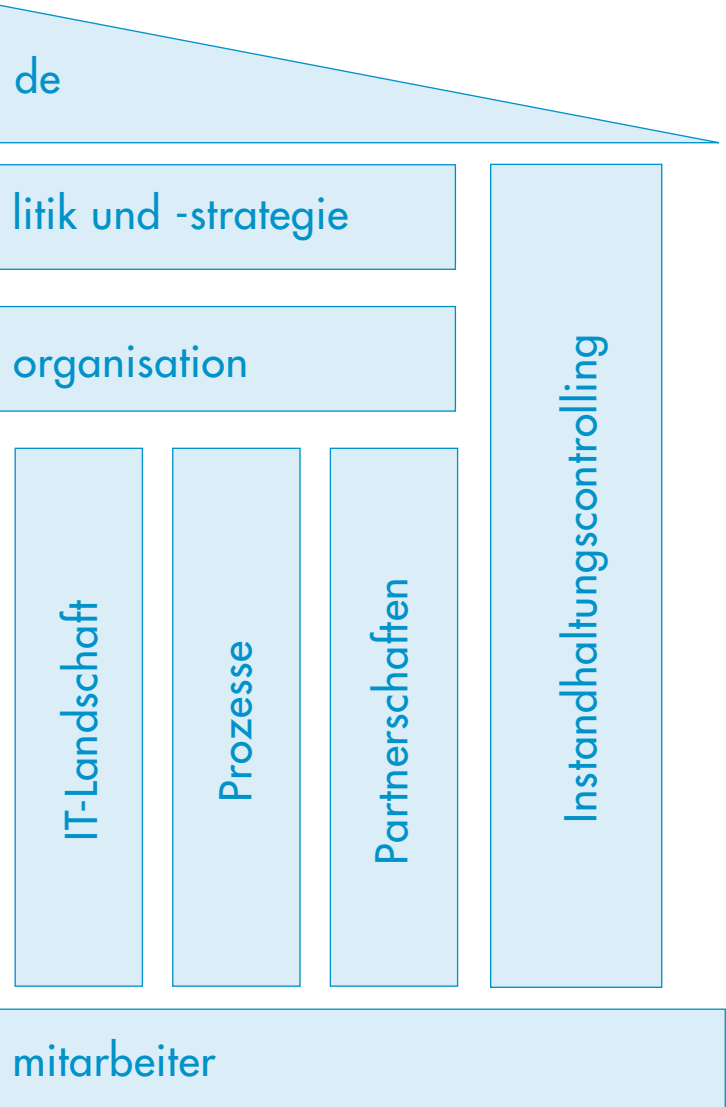 de
litik und -strategie
organisation
IT-Landschaft
Prozesse
Partnerschaften
Instandhaltungscontrolling
mitarbeiter